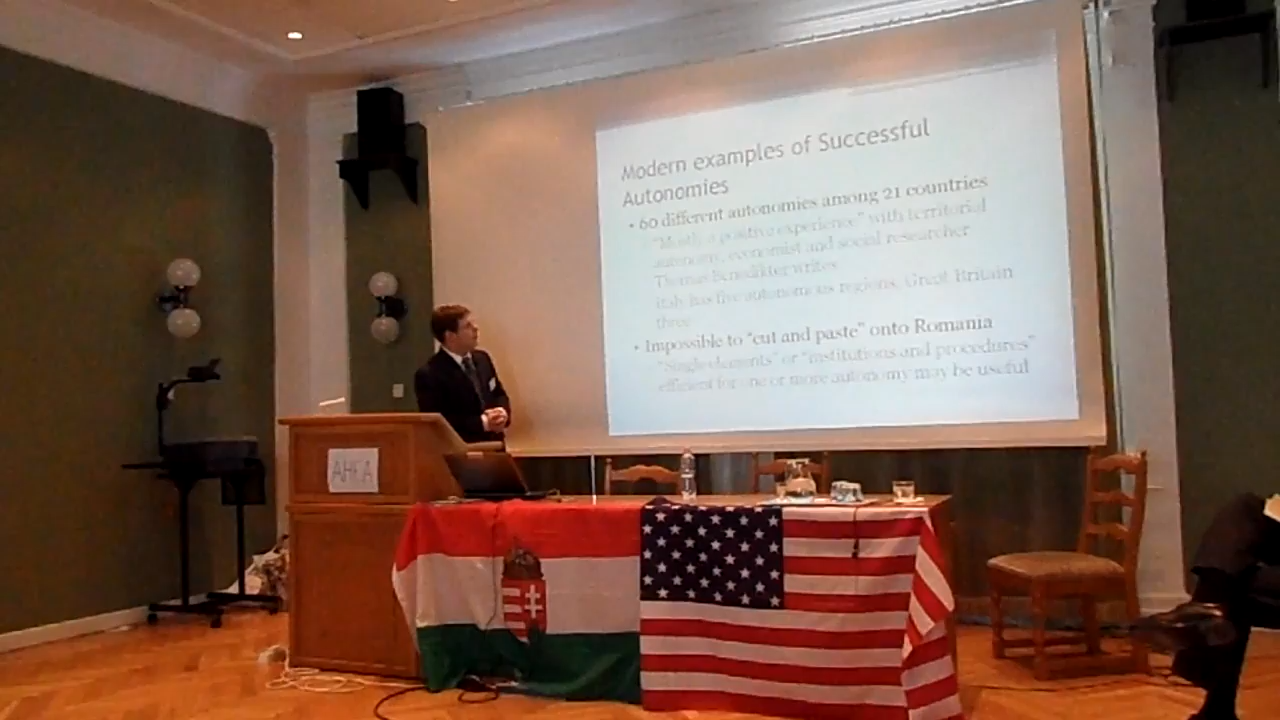 Modern examples of Successful
Autonomies
• 60 different autonomies among 21 countries
"Mostly a positive experience" with territorial
autonomy, economist and social researcher
Thomas Benedikter writes
Italy has five autonomous regions, Great Britain
three
• Impossible to "cut and paste" onto Romania
"Single elements" or "institutions and procedures"
efficient for one or more autonomy may be useful
AHEA